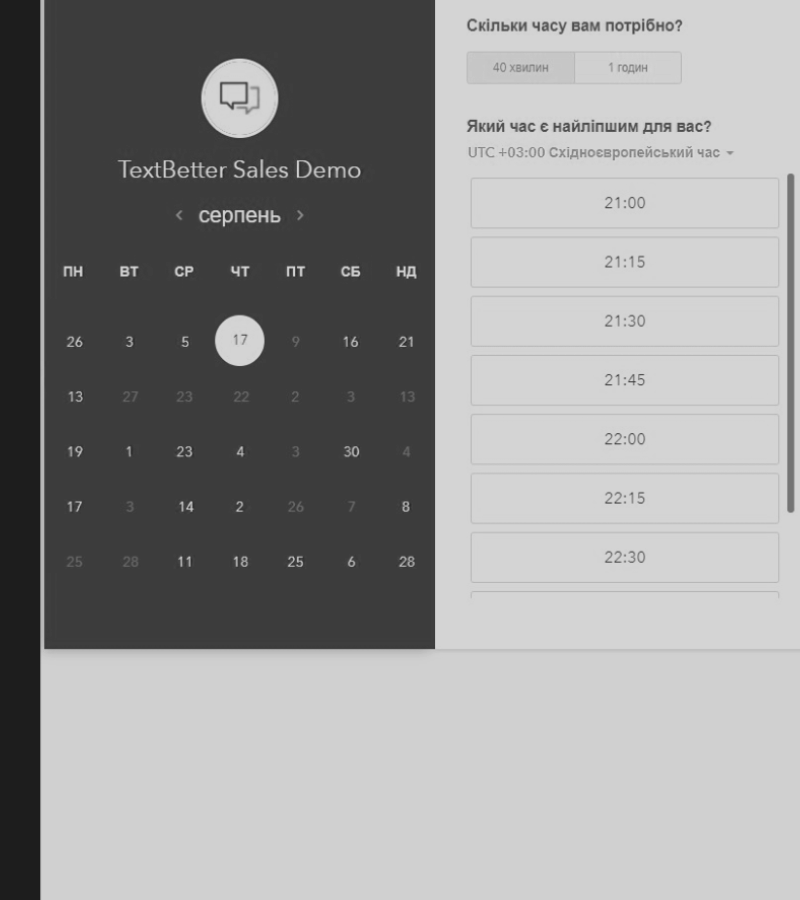 TextBetter Sales Demo
< серпень >
ПН ВТ СР ЧТ ПТ СБ НД
26 3 5 17 9 16 21
13 27 23 22 2 3 13
19 1 23 4 3 30 4
17 3 14 2 26 7 8
25 28 11 18 25 6 28
Скільки часу вам потрібно?
40 хвилин 1 годин
Який час є найліпшим для вас?
UTC +03:00 Східноєвропейський час
21:00
21:15
21:30
21:45
22:00
22:15
22:30